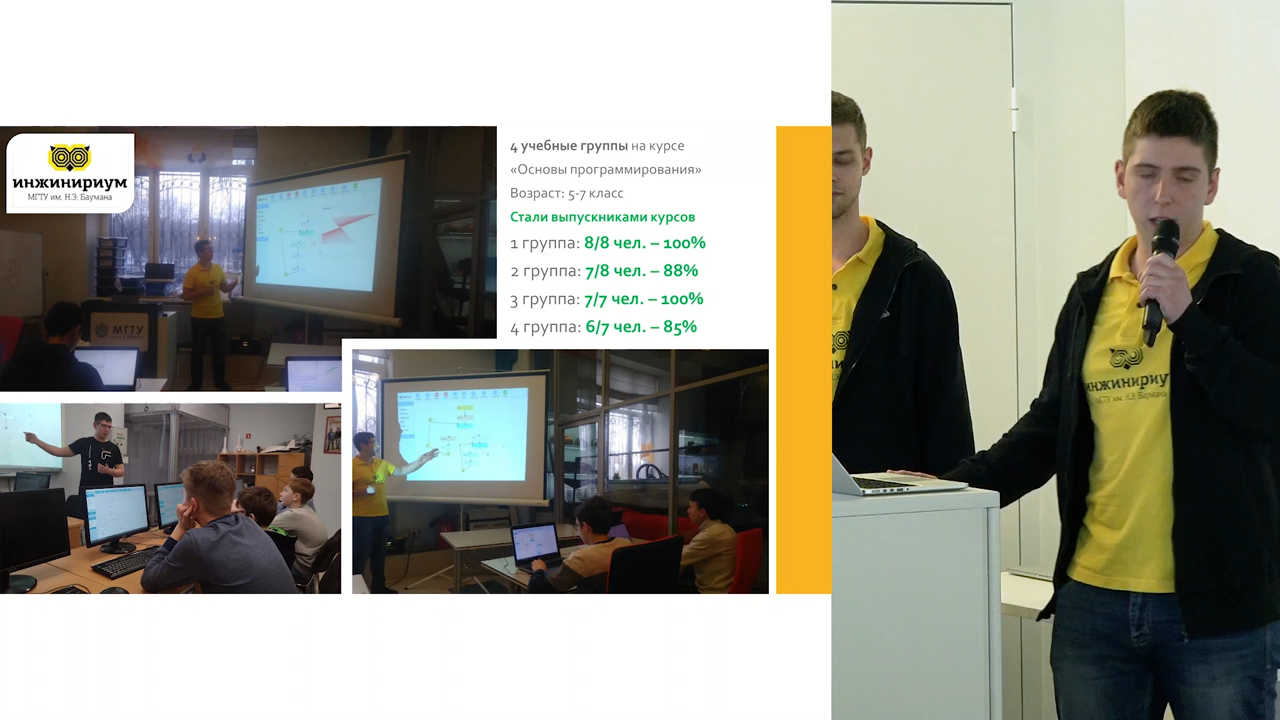 инжинириум
МГТУ им. Н.Э. Баумана
МГТУ
4 учебные группы на курсе
«Основы программирования»
Возраст: 5-7 класс
Стали выпускниками курсов
1 группа: 8/8 чел. – 100%
2 группа: 7/8 чел. – 88%
3 группа: 7/7 чел. – 100%
4 группа: 6/7 чел. – 85%
инжинириу
МГТУ им. Н.Э. Баумана